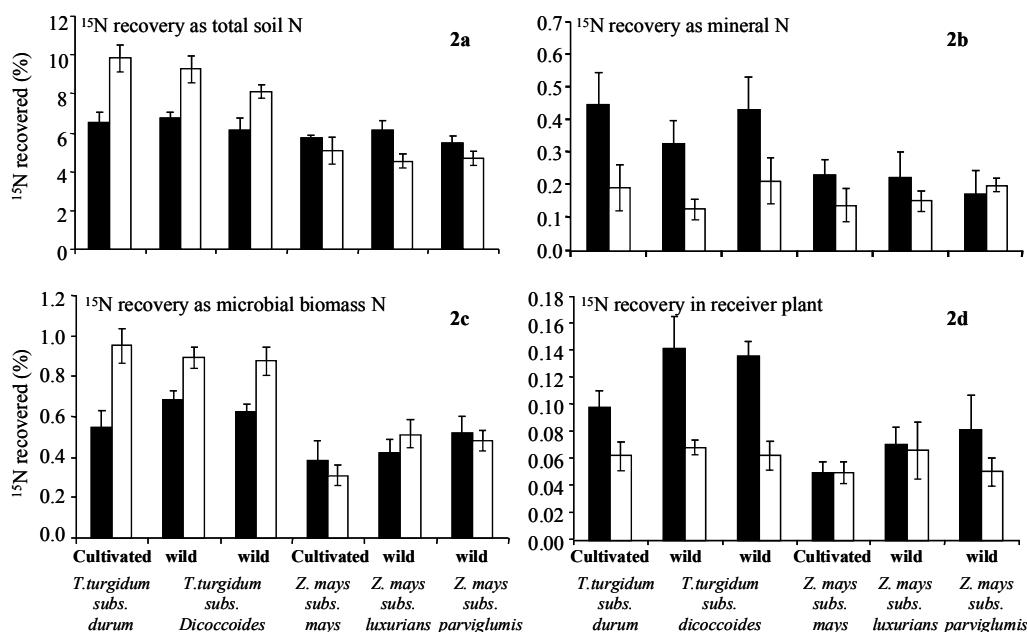 ¹⁵N recovery as total soil N
2a
¹⁵N recovered (%)
12
10
8
6
4
2
0
¹⁵N recovery as mineral N
2b
0.7
0.6
0.5
0.4
0.3
0.2
0.1
0.0
¹⁵N recovery as microbial biomass N
2c
¹⁵N recovered (%)
1.2
1.0
0.8
0.6
0.4
0.2
0.0
Cultivated wild wild Cultivated wild wild
T.turgidum T.turgidum Z. mays Z. mays Z. mays
subs. subs. subs. subs. subs.
durum Dicoccoides mays luxurians parviglumis
¹⁵N recovery in receiver plant
2d
0.18
0.16
0.14
0.12
0.10
0.08
0.06
0.04
0.02
0.00
Cultivated wild wild Cultivated wild wild
T.turgidum T.turgidum Z. mays Z. mays Z. mays
subs. subs. subs. subs. subs.
durum dicoccoides mays luxurians parviglumis